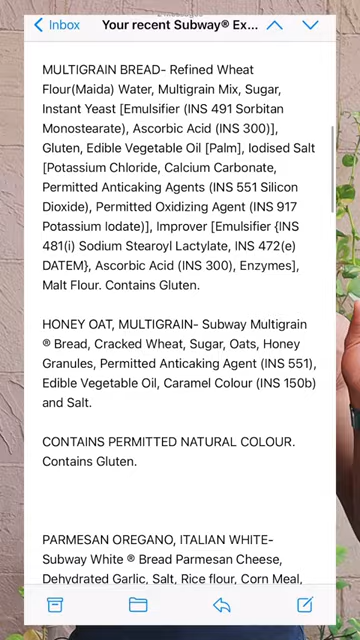 Inbox
Your recent Subway® Ex...
MULTIGRAIN BREAD- Refined Wheat
Flour(Maida) Water, Multigrain Mix, Sugar,
Instant Yeast [Emulsifier (INS 491 Sorbitan
Monostearate), Ascorbic Acid (INS 300)],
Gluten, Edible Vegetable Oil [Palm], Iodised Salt
[Potassium Chloride, Calcium Carbonate,
Permitted Anticaking Agents (INS 551 Silicon
Dioxide), Permitted Oxidizing Agent (INS 917
Potassium Iodate)], Improver [Emulsifier {INS
481(i) Sodium Stearoyl Lactylate, INS 472(e)
DATEM}, Ascorbic Acid (INS 300), Enzymes],
Malt Flour. Contains Gluten.
HONEY OAT, MULTIGRAIN- Subway Multigrain
® Bread, Cracked Wheat, Sugar, Oats, Honey
Granules, Permitted Anticaking Agent (INS 551),
Edible Vegetable Oil, Caramel Colour (INS 150b)
and Salt.
CONTAINS PERMITTED NATURAL COLOUR.
Contains Gluten.
PARMESAN OREGANO, ITALIAN WHITE-
Subway White ® Bread Parmesan Cheese,
Dehydrated Garlic, Salt, Rice flour, Corn Meal,